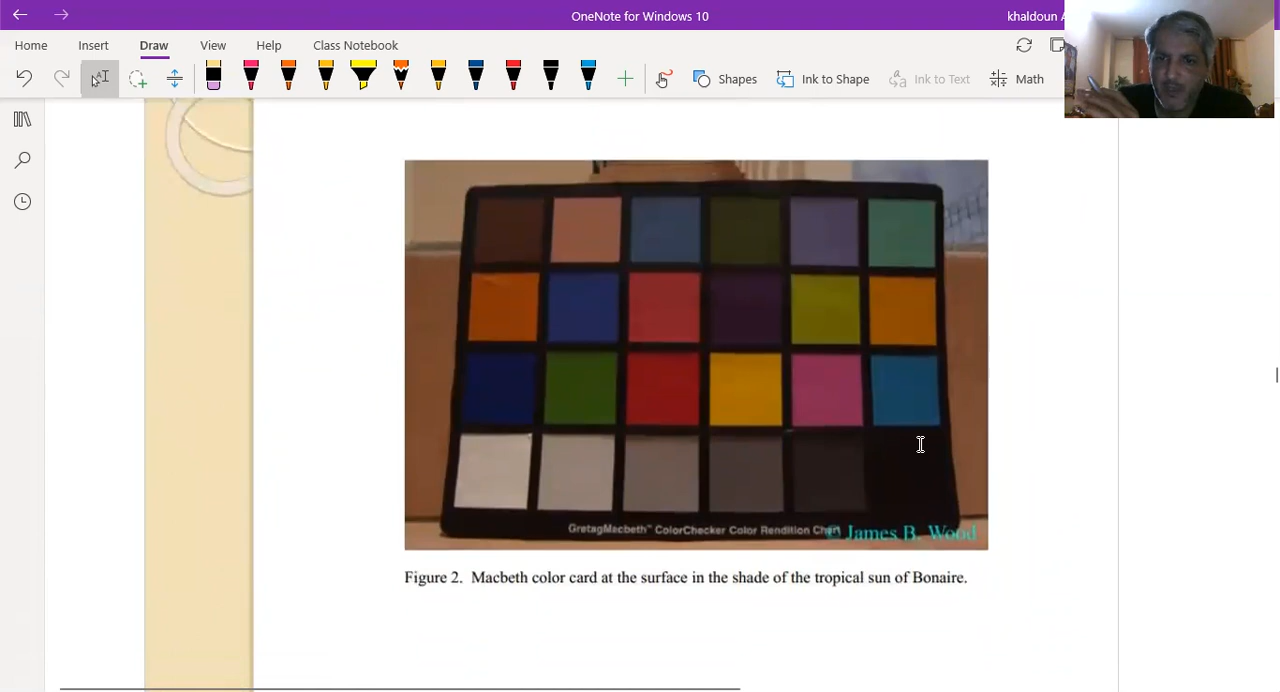 OneNote for Windows 10
khaldoun
Home Insert Draw View Help Class Notebook
Shapes Ink to Shape Ink to Text Math
GretagMacbeth™ ColorChecker Color Rendition Chart
© James B. Wood
Figure 2. Macbeth color card at the surface in the shade of the tropical sun of Bonaire.